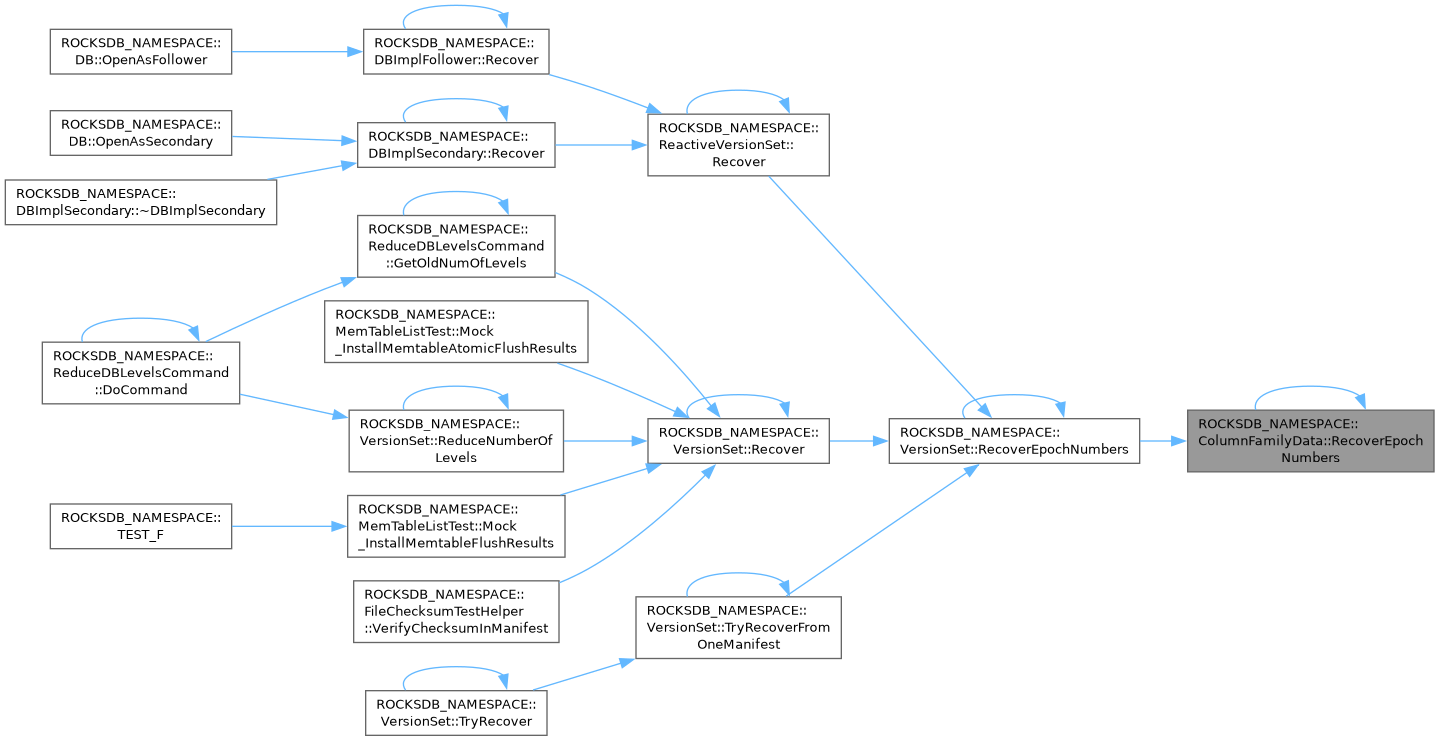 ROCKSDB_NAMESPACE::
DB::OpenAsFollower
ROCKSDB_NAMESPACE::
DBImplFollower::Recover
ROCKSDB_NAMESPACE::
DB::OpenAsSecondary
ROCKSDB_NAMESPACE::
DBImplSecondary::Recover
ROCKSDB_NAMESPACE::
ReactiveVersionSet::
Recover
ROCKSDB_NAMESPACE::
DBImplSecondary::~DBImplSecondary
ROCKSDB_NAMESPACE::
ReduceDBLevelsCommand
::GetOldNumOfLevels
ROCKSDB_NAMESPACE::
MemTableListTest::Mock
_InstallMemtableAtomicFlushResults
ROCKSDB_NAMESPACE::
ReduceDBLevelsCommand
::DoCommand
ROCKSDB_NAMESPACE::
VersionSet::ReduceNumberOf
Levels
ROCKSDB_NAMESPACE::
VersionSet::Recover
ROCKSDB_NAMESPACE::
VersionSet::RecoverEpochNumbers
ROCKSDB_NAMESPACE::
ColumnFamilyData::RecoverEpoch
Numbers
ROCKSDB_NAMESPACE::
TEST_F
ROCKSDB_NAMESPACE::
MemTableListTest::Mock
_InstallMemtableFlushResults
ROCKSDB_NAMESPACE::
FileChecksumTestHelper
::VerifyChecksumInManifest
ROCKSDB_NAMESPACE::
VersionSet::TryRecoverFrom
OneManifest
ROCKSDB_NAMESPACE::
VersionSet::TryRecover